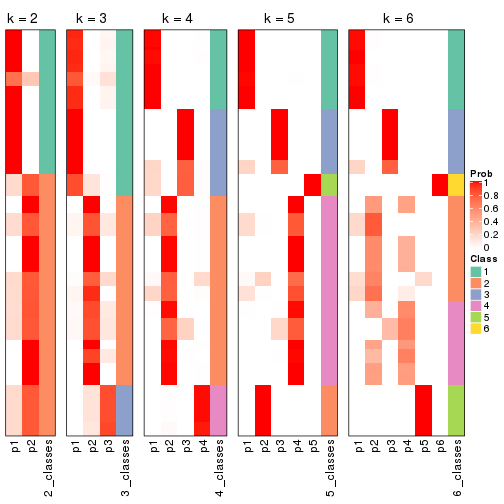 k = 2
k = 3
k = 4
k = 5
k = 6
p1
p2
2_classes
p1
p2
p3
3_classes
p1
p2
p3
p4
4_classes
p1
p2
p3
p4
p5
5_classes
p1
p2
p3
p4
p5
p6
6_classes
Prob
1
0.8
0.6
0.4
0.2
0
Class
1
2
3
4
5
6